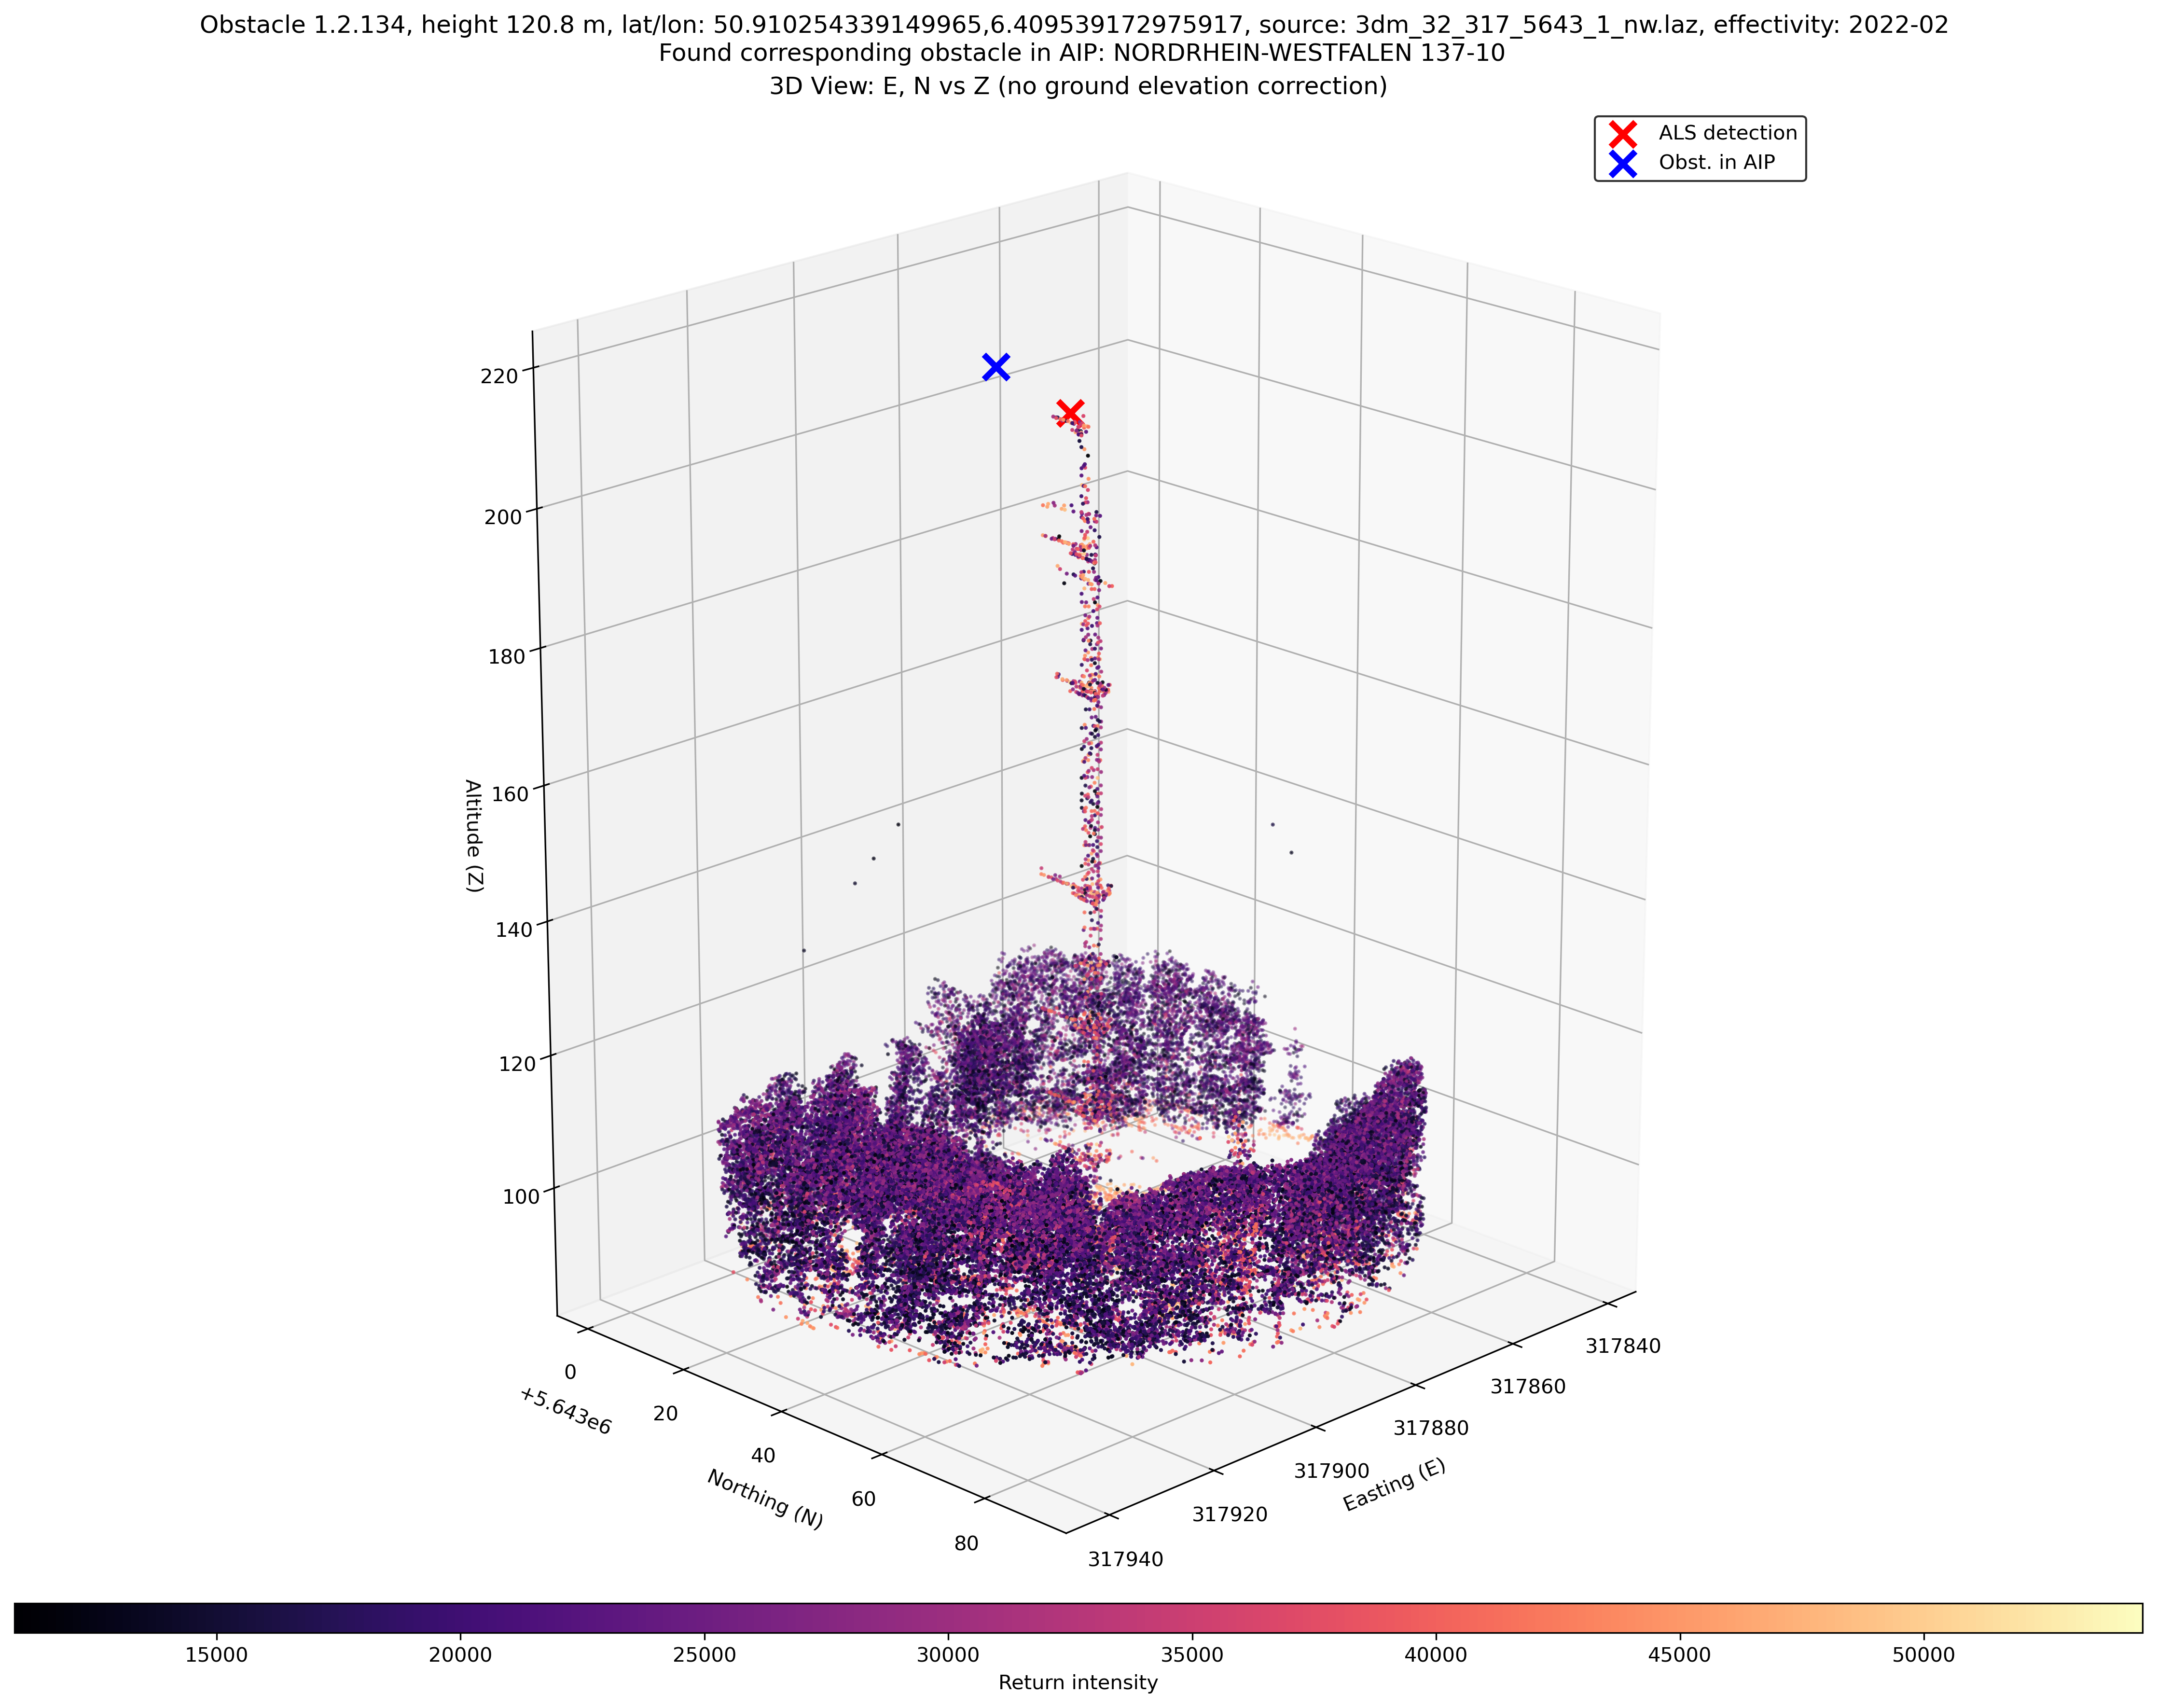 Obstacle 1.2.134, height 120.8 m, lat/lon: 50.910254339149965,6.409539172975917, source: 3dm_32_317_5643_1_nw.laz, effectivity: 2022-02
Found corresponding obstacle in AIP: NORDRHEIN-WESTFALEN 137-10
3D View: E, N vs Z (no ground elevation correction)
ALS detection
Obst. in AIP
220
200
180
160
140
120
100
Altitude (Z)
0
20
40
60
80
+5.643e6
Northing (N)
317840
317860
317880
317900
317920
317940
Easting (E)
15000
20000
25000
30000
35000
40000
45000
50000
Return intensity